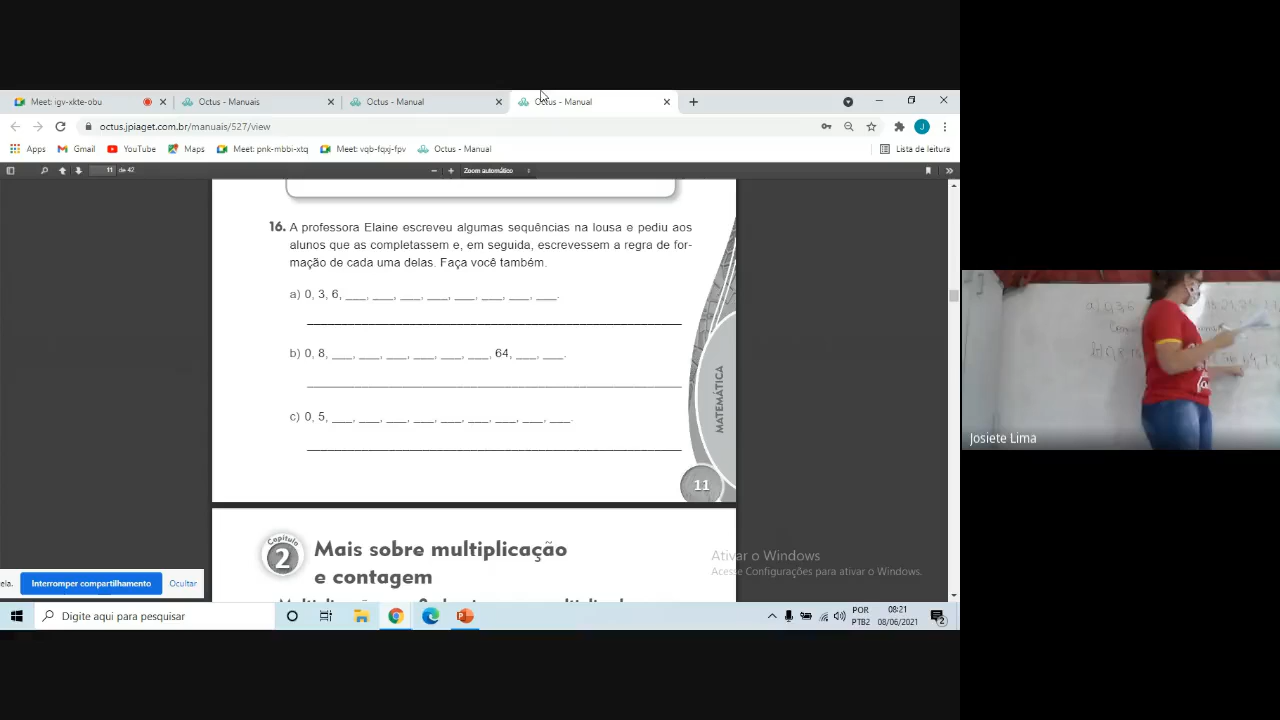 Meet: igv-xkte-obu
Octus - Manuais
Octus - Manual
Octus - Manual
octus.jpiaget.com.br/manuais/527/view
Apps
Gmail
YouTube
Maps
Meet: pnk-mbbi-xtq
Meet: vqb-fqxj-fpv
Octus - Manual
Lista de leitura
11 de 42
Zoom automático
16. A professora Elaine escreveu algumas sequências na lousa e pediu aos
alunos que as completassem e, em seguida, escrevessem a regra de for-
mação de cada uma delas. Faça você também.
a) 0, 3, 6, ___, ___, ___, ___, ___, ___, ___, ___.
b) 0, 8, ___, ___, ___, ___, ___, ___, 64, ___, ___.
c) 0, 5, ___, ___, ___, ___, ___, ___, ___, ___, ___.
MATEMÁTICA
11
Capítulo
2
Mais sobre multiplicação
e contagem
Ativar o Windows
Acesse Configurações para ativar o Windows.
ela.
Interromper compartilhamento
Ocultar
Digite aqui para pesquisar
POR
PTB2
08:21
08/06/2021
2
Josiete Lima